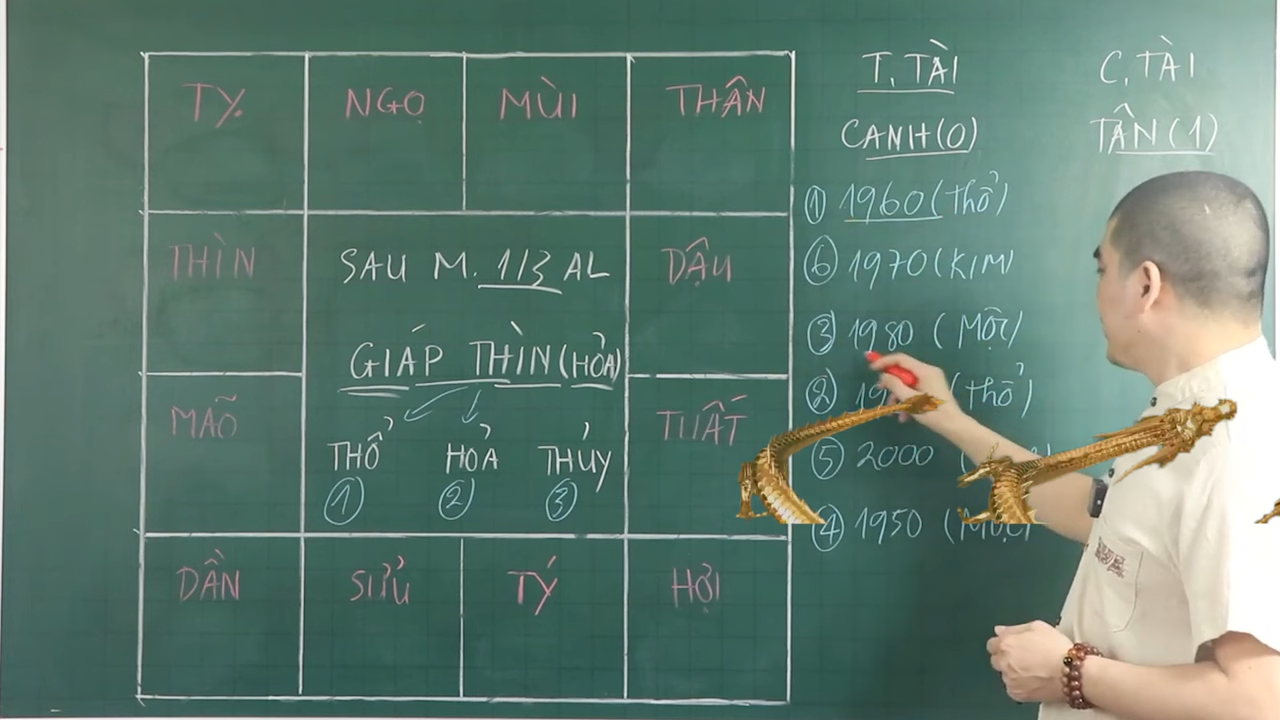 TỴ NGỌ MÙI THÂN
THÌN DẬU
MÃO TUẤT
DẦN SỬU TÝ HỢI
SAU M. 1/3 AL
GIÁP THÌN (HỎA)
THỔ HỎA THỦY
① ② ③
T, TÀI
CANH (0)
① 1960 (Thổ)
⑥ 1970 (KIM)
③ 1980 (MỘC)
② (Thổ)
⑤ 2000
④ 1950 (MỘC)
C, TÀI
TÂN (1)